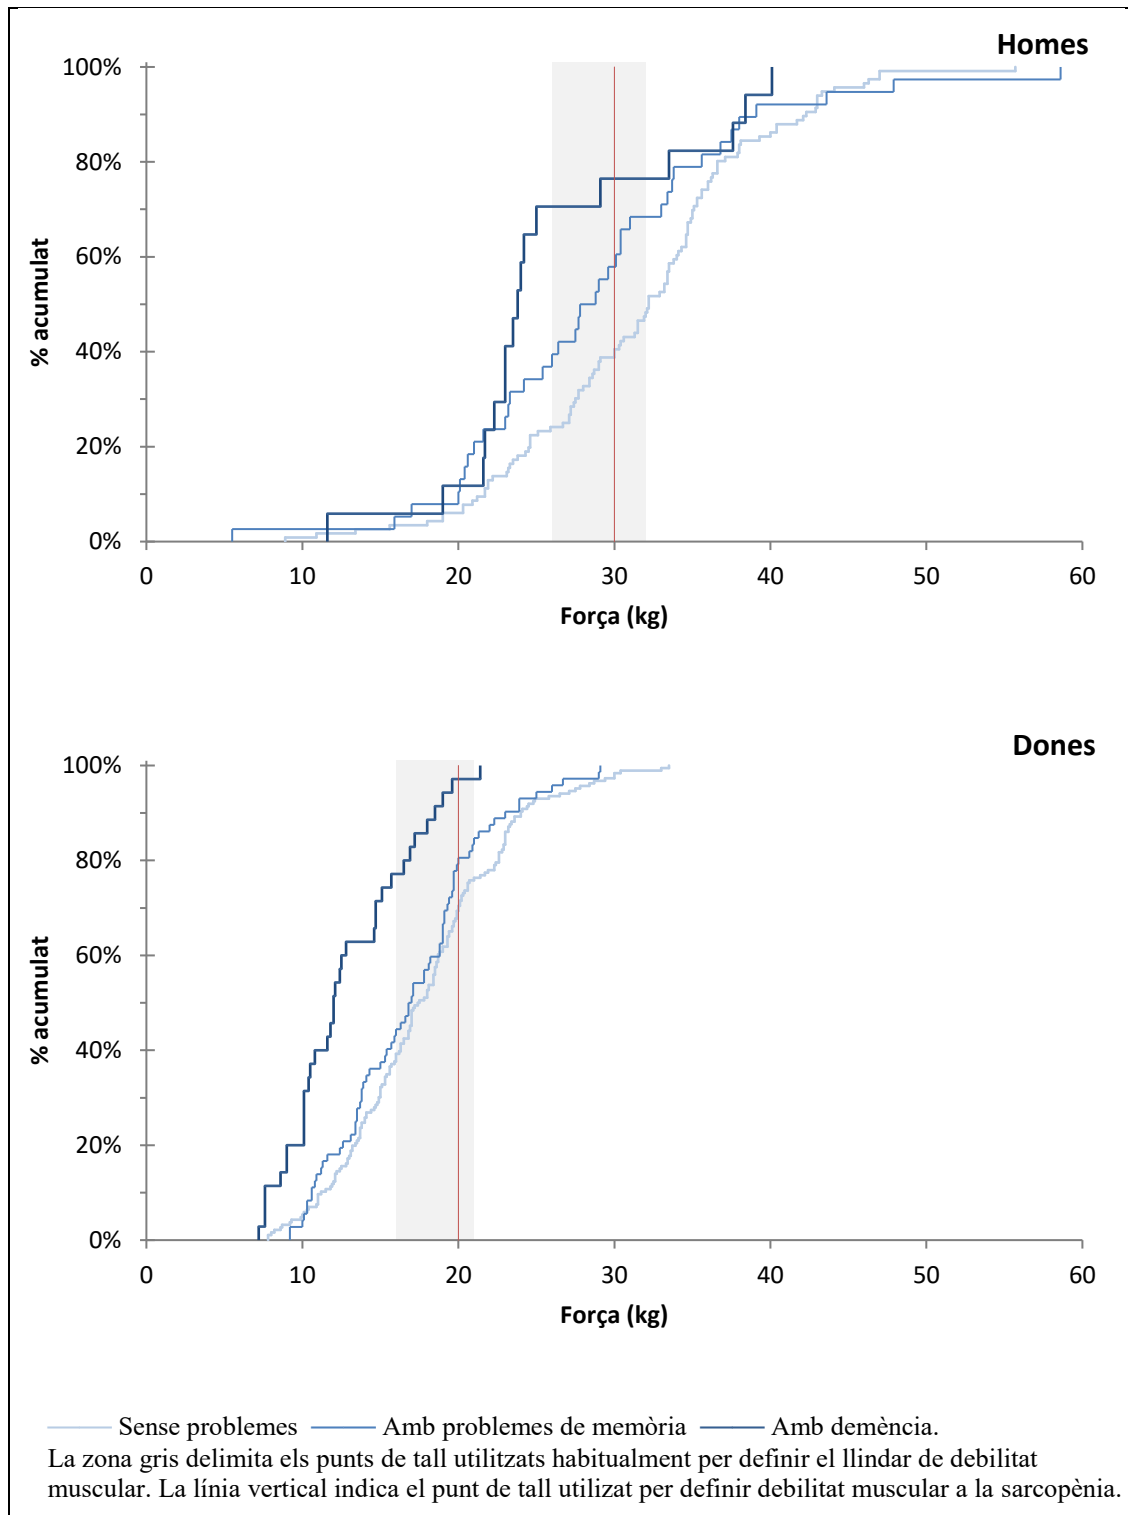 Homes
100%
80%
60%
40%
20%
0%
% acumulat
0 10 20 30 40 50 60
Força (kg)
Dones
100%
80%
60%
40%
20%
0%
% acumulat
0 10 20 30 40 50 60
Força (kg)
Sense problemes Amb problemes de memòria Amb demència.
La zona gris delimita els punts de tall utilitzats habitualment per definir el llindar de debilitat
muscular. La línia vertical indica el punt de tall utilizat per definir debilitat muscular a la sarcopènia.